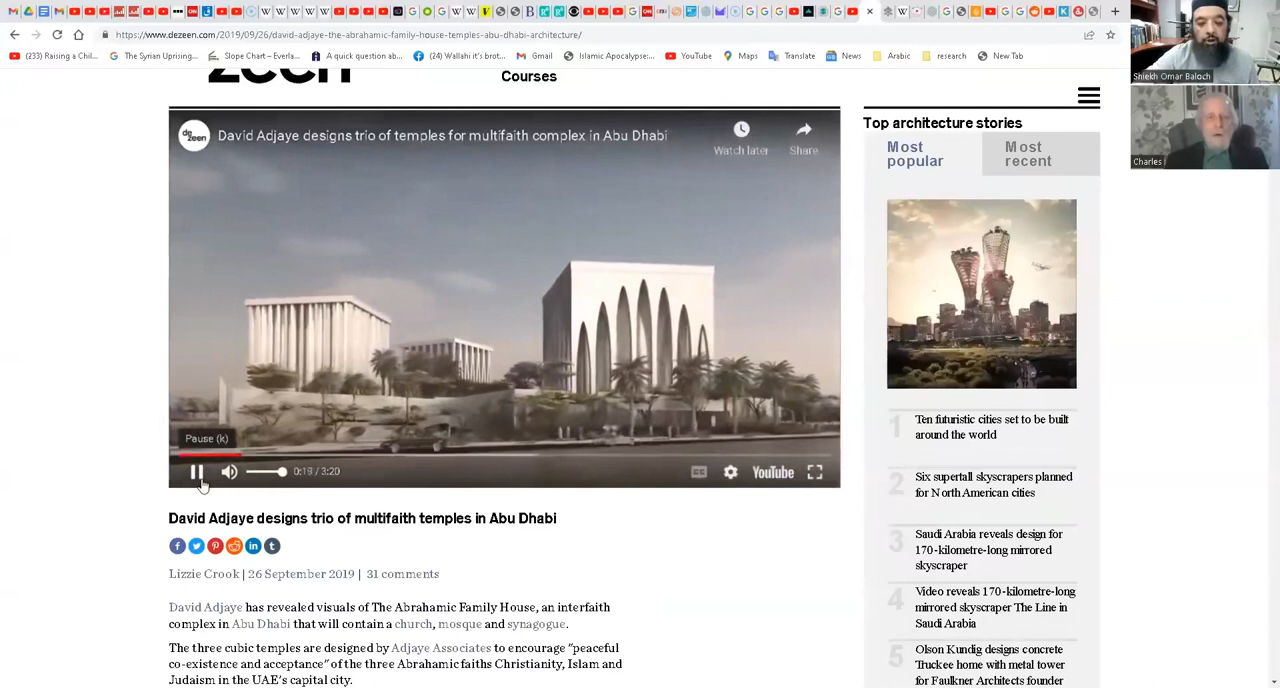 https://www.dezeen.com/2019/09/26/david-adjaye-the-abrahamic-family-house-temples-abu-dhabi-architecture/
(233) Raising a Chil...
The Syrian Uprising...
Slope Chart – Everla...
A quick question ab...
(24) Wallahi it's brot...
Gmail
Islamic Apocalypse:...
YouTube
Maps
Translate
News
Arabic
research
New Tab
Shiekh Omar Baloch
Charles
dezeen
Courses
de
zeen
David Adjaye designs trio of temples for multifaith complex in Abu Dhabi
Watch later
Share
Pause (k)
0:19 / 3:20
CC
YouTube
David Adjaye designs trio of multifaith temples in Abu Dhabi
Lizzie Crook | 26 September 2019 | 31 comments
David Adjaye has revealed visuals of The Abrahamic Family House, an interfaith
complex in Abu Dhabi that will contain a church, mosque and synagogue.
The three cubic temples are designed by Adjaye Associates to encourage "peaceful
co-existence and acceptance" of the three Abrahamic faiths Christianity, Islam and
Judaism in the UAE's capital city.
Top architecture stories
Most
popular
Most
recent
1
Ten futuristic cities set to be built
around the world
2
Six supertall skyscrapers planned
for North American cities
3
Saudi Arabia reveals design for
170-kilometre-long mirrored
skyscraper
4
Video reveals 170-kilometre-long
mirrored skyscraper The Line in
Saudi Arabia
5
Olson Kundig designs concrete
Truckee home with metal tower
for Faulkner Architects founder